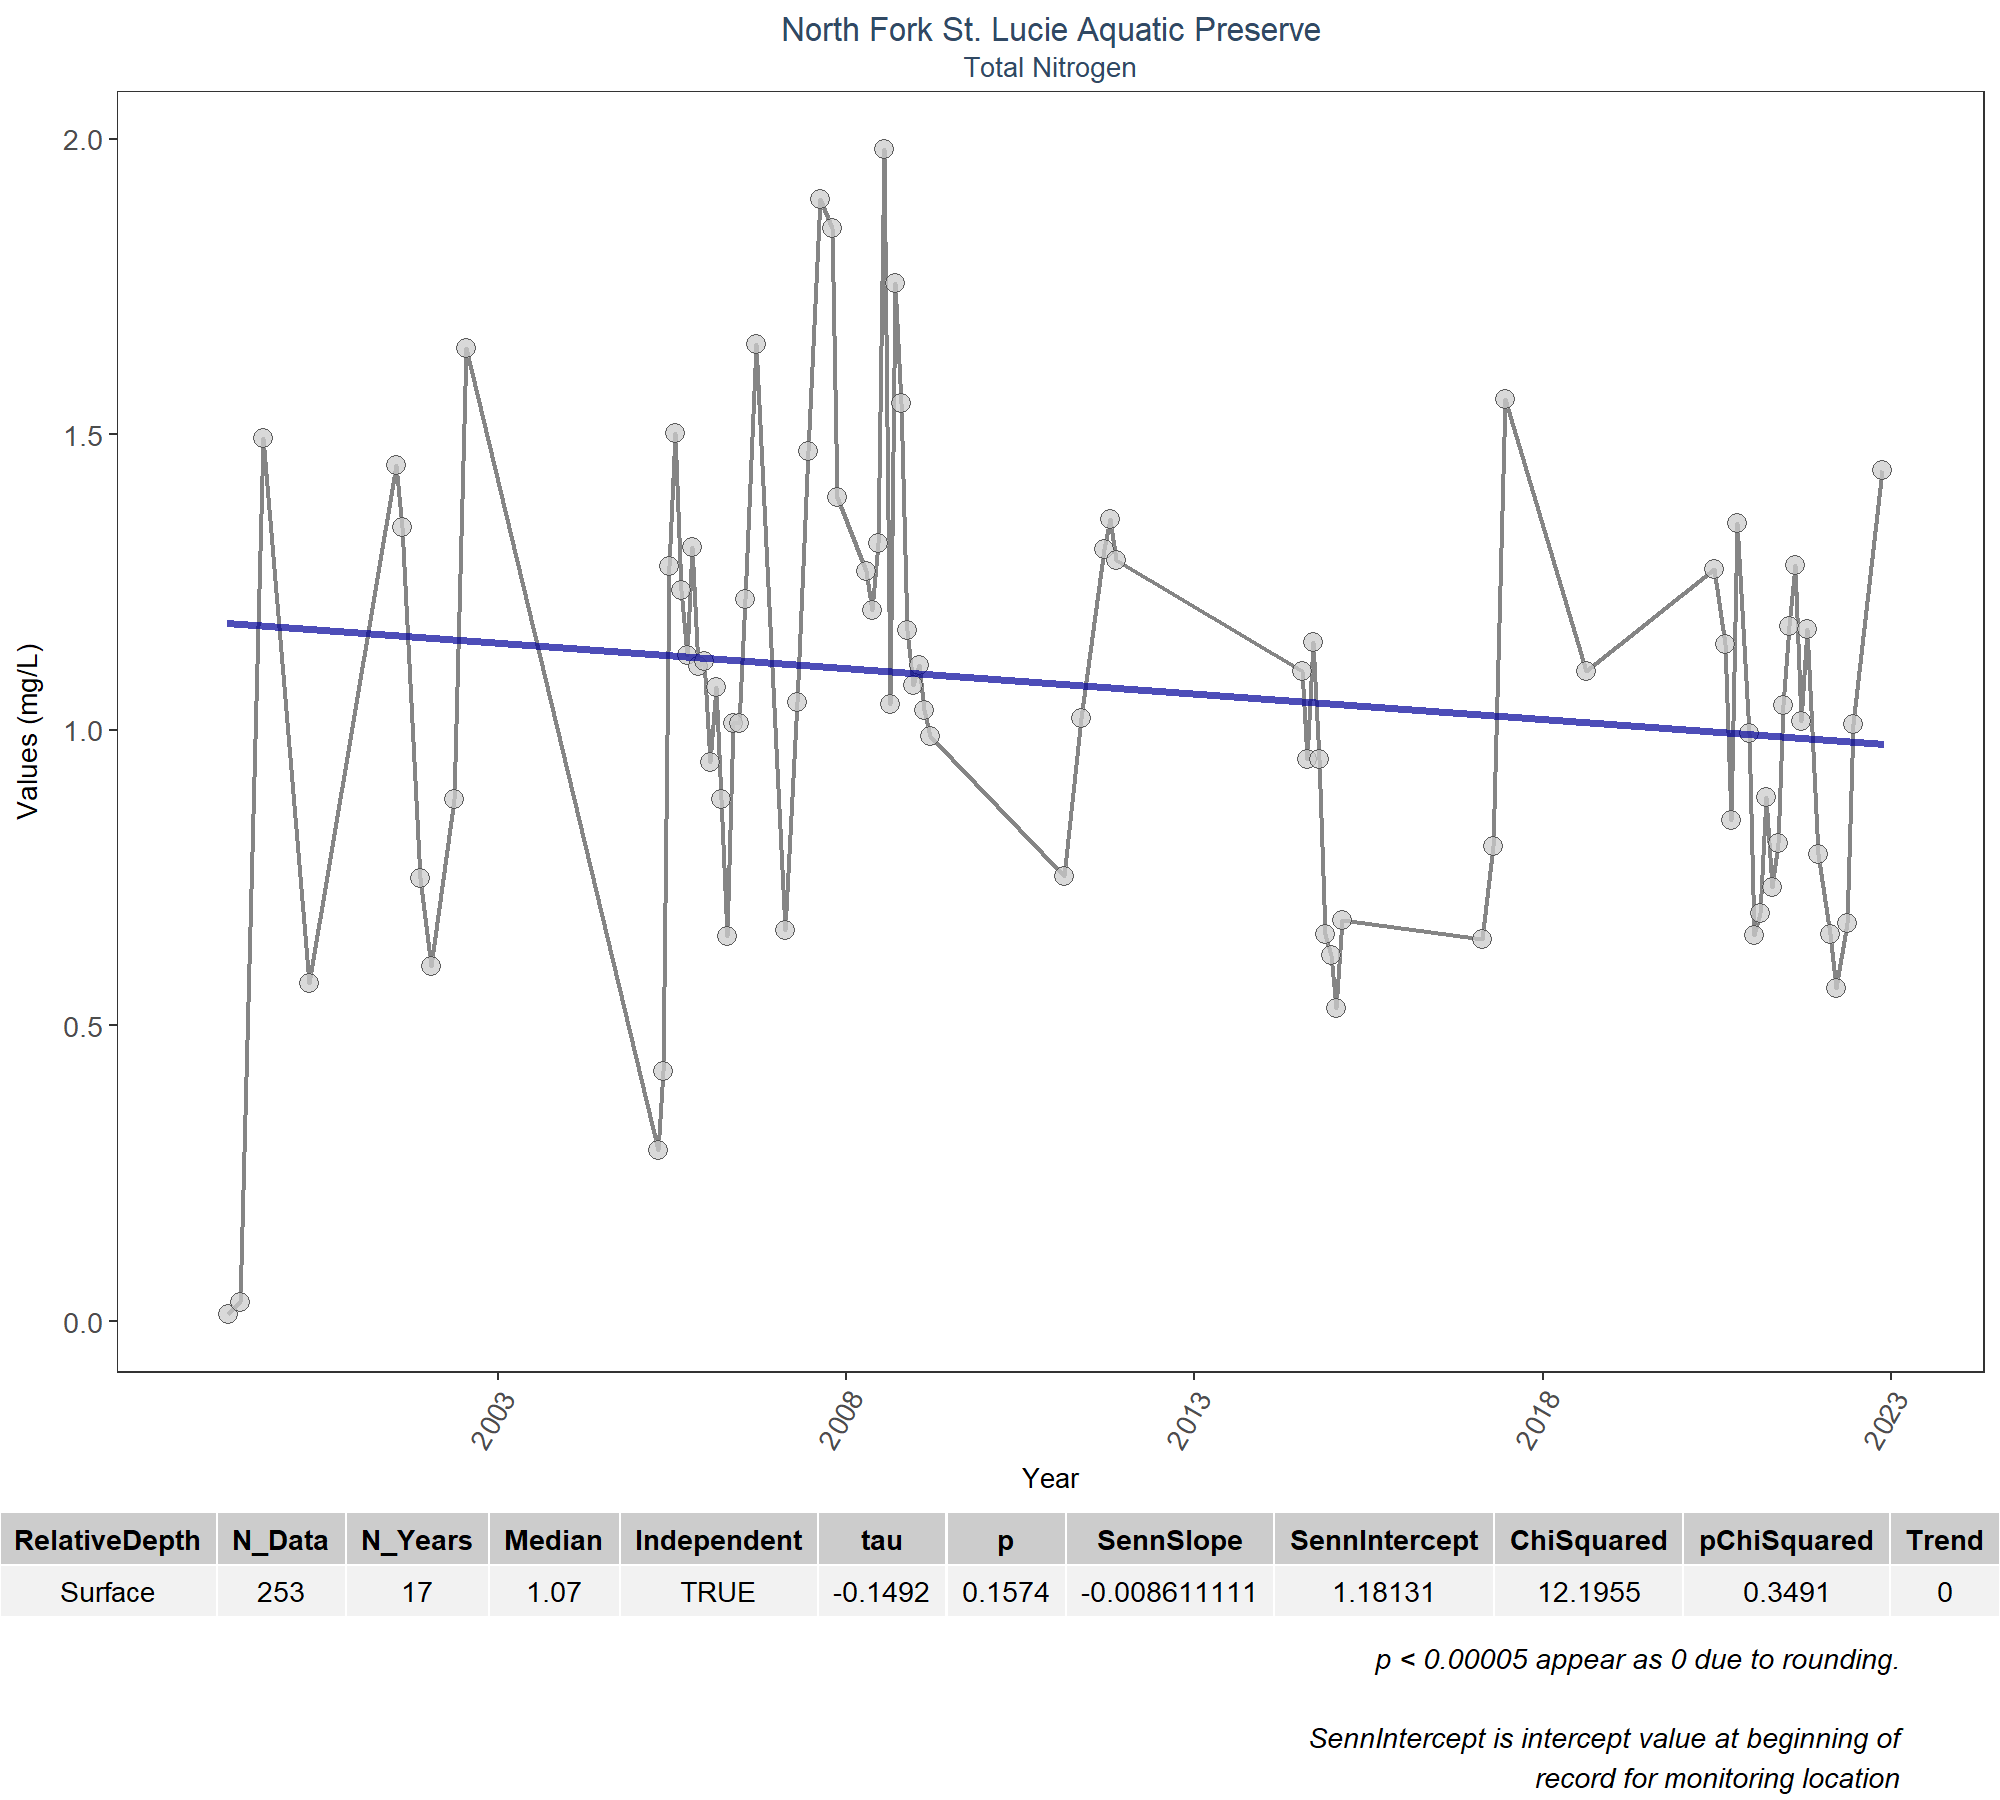 North Fork St. Lucie Aquatic Preserve
Total Nitrogen
Values (mg/L)
2.0
1.5
1.0
0.5
0.0
2003 2008 2013 2018 2023
Year
RelativeDepth N_Data N_Years Median Independent tau p SennSlope SennIntercept ChiSquared pChiSquared Trend
Surface 253 17 1.07 TRUE -0.1492 0.1574 -0.008611111 1.18131 12.1955 0.3491 0
p < 0.00005 appear as 0 due to rounding.
SennIntercept is intercept value at beginning of
record for monitoring location